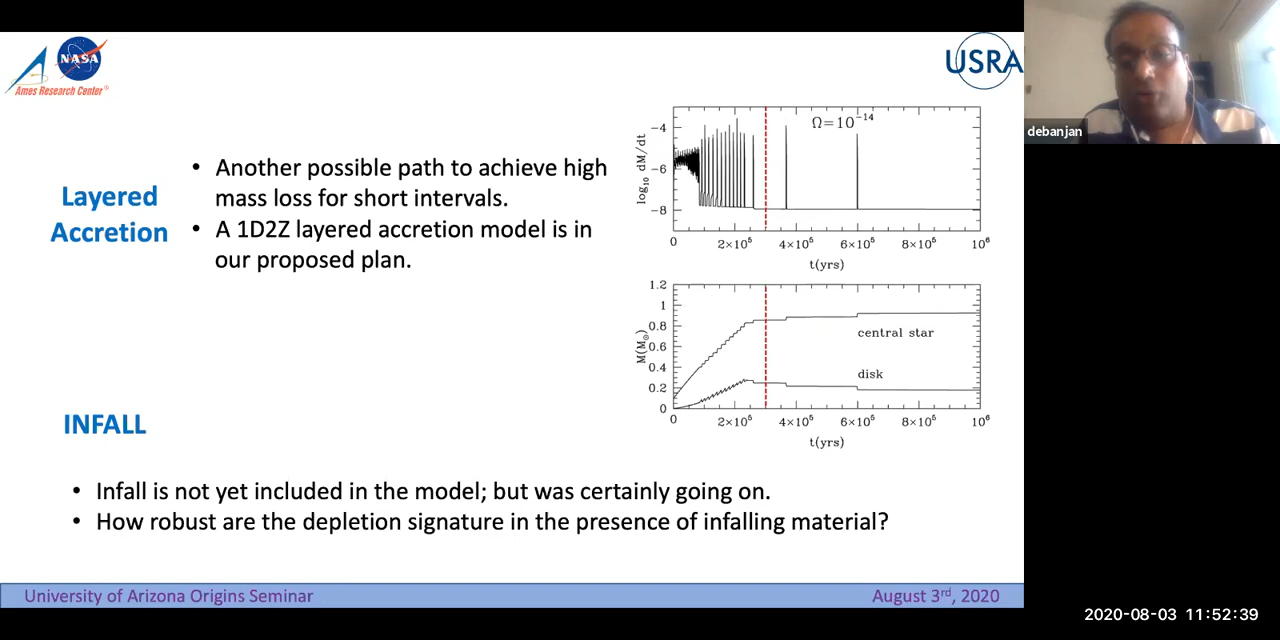 NASA
Ames Research Center
USRA
debanjan
Layered
Accretion
• Another possible path to achieve high
mass loss for short intervals.
• A 1D2Z layered accretion model is in
our proposed plan.
Ω=10⁻¹⁴
log₁₀ dM/dt
−4
−6
−8
0 2×10⁵ 4×10⁵ 6×10⁵ 8×10⁵ 10⁶
t(yrs)
M(M☉)
1.2
1
0.8
0.6
0.4
0.2
0
central star
disk
0 2×10⁵ 4×10⁵ 6×10⁵ 8×10⁵ 10⁶
t(yrs)
INFALL
• Infall is not yet included in the model; but was certainly going on.
• How robust are the depletion signature in the presence of infalling material?
University of Arizona Origins Seminar
August 3rd, 2020
2020-08-03 11:52:39